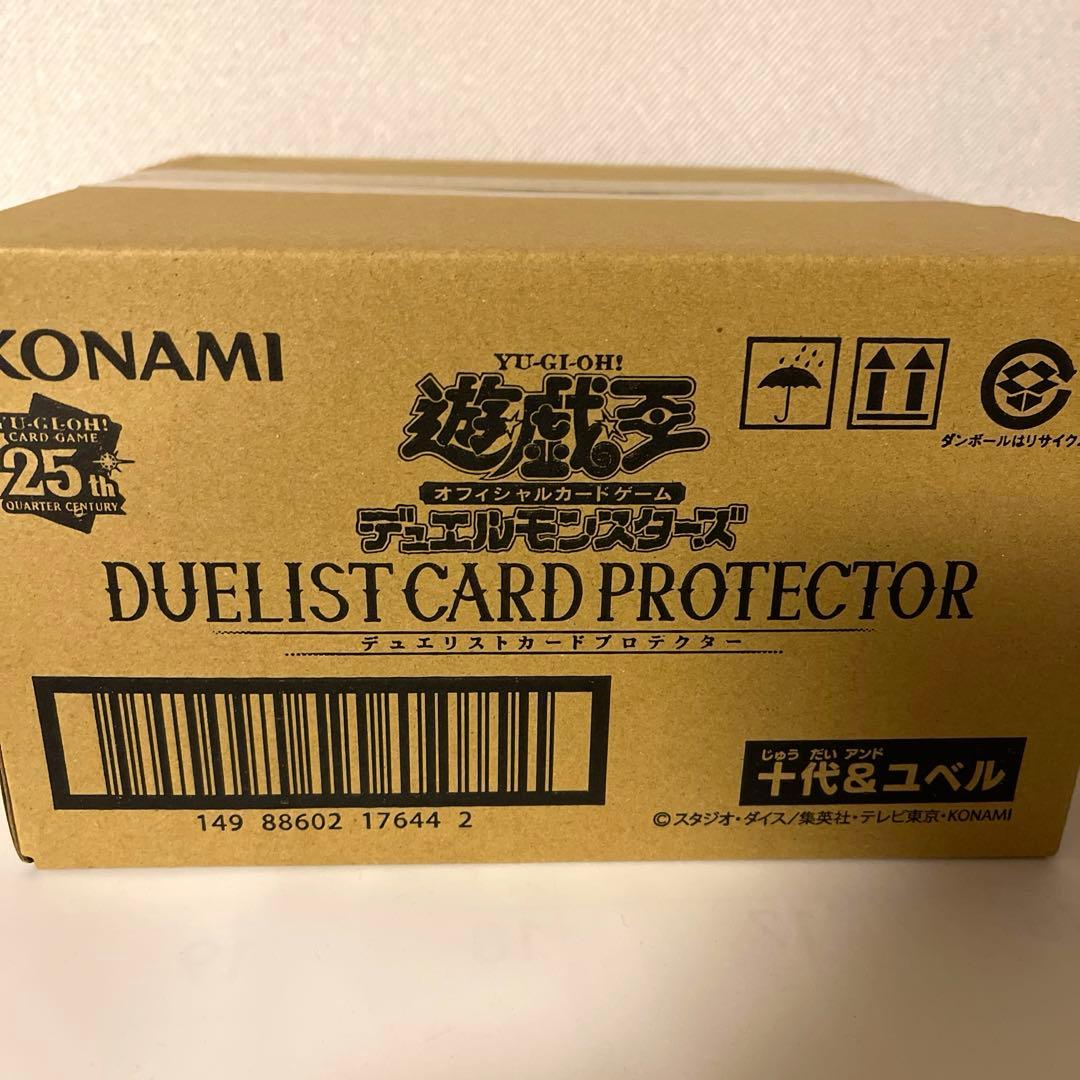 KONAMI
YU-GI-OH!
CARD GAME
25th
QUARTER CENTURY
YU-GI-OH!
遊戯王
オフィシャルカードゲーム
デュエルモンスターズ
DUELIST CARD PROTECTOR
デュエリストカードプロテクター
ダンボールはリサイク
149 88602 17644 2
じゅう だい アンド
十代&ユベル
©スタジオ・ダイス/集英社・テレビ東京・KONAMI